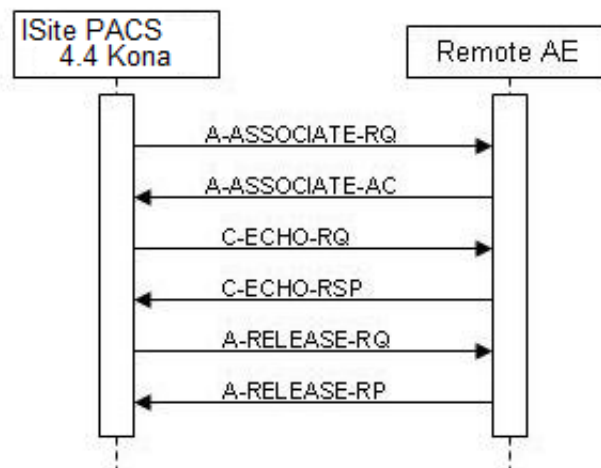 ISite PACS
4.4 Kona
Remote AE
A-ASSOCIATE-RQ
A-ASSOCIATE-AC
C-ECHO-RQ
C-ECHO-RSP
A-RELEASE-RQ
A-RELEASE-RP